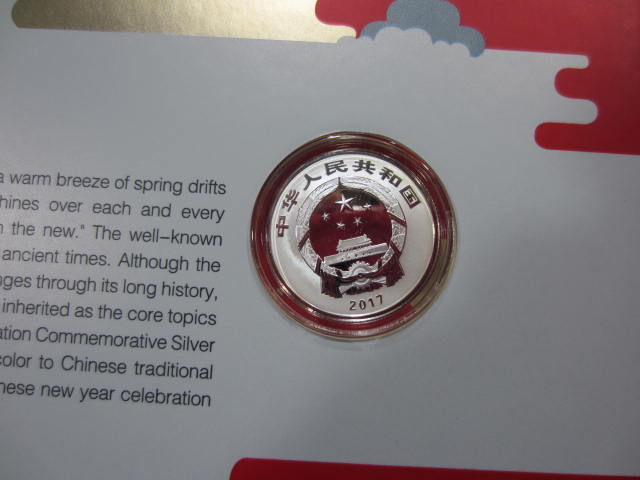 a warm breeze of spring drifts
hines over each and every
n the new." The well-known
ancient times. Although the
nges through its long history,
inherited as the core topics
ation Commemorative Silver
color to Chinese traditional
nese new year celebration
中华人民共和国
2017